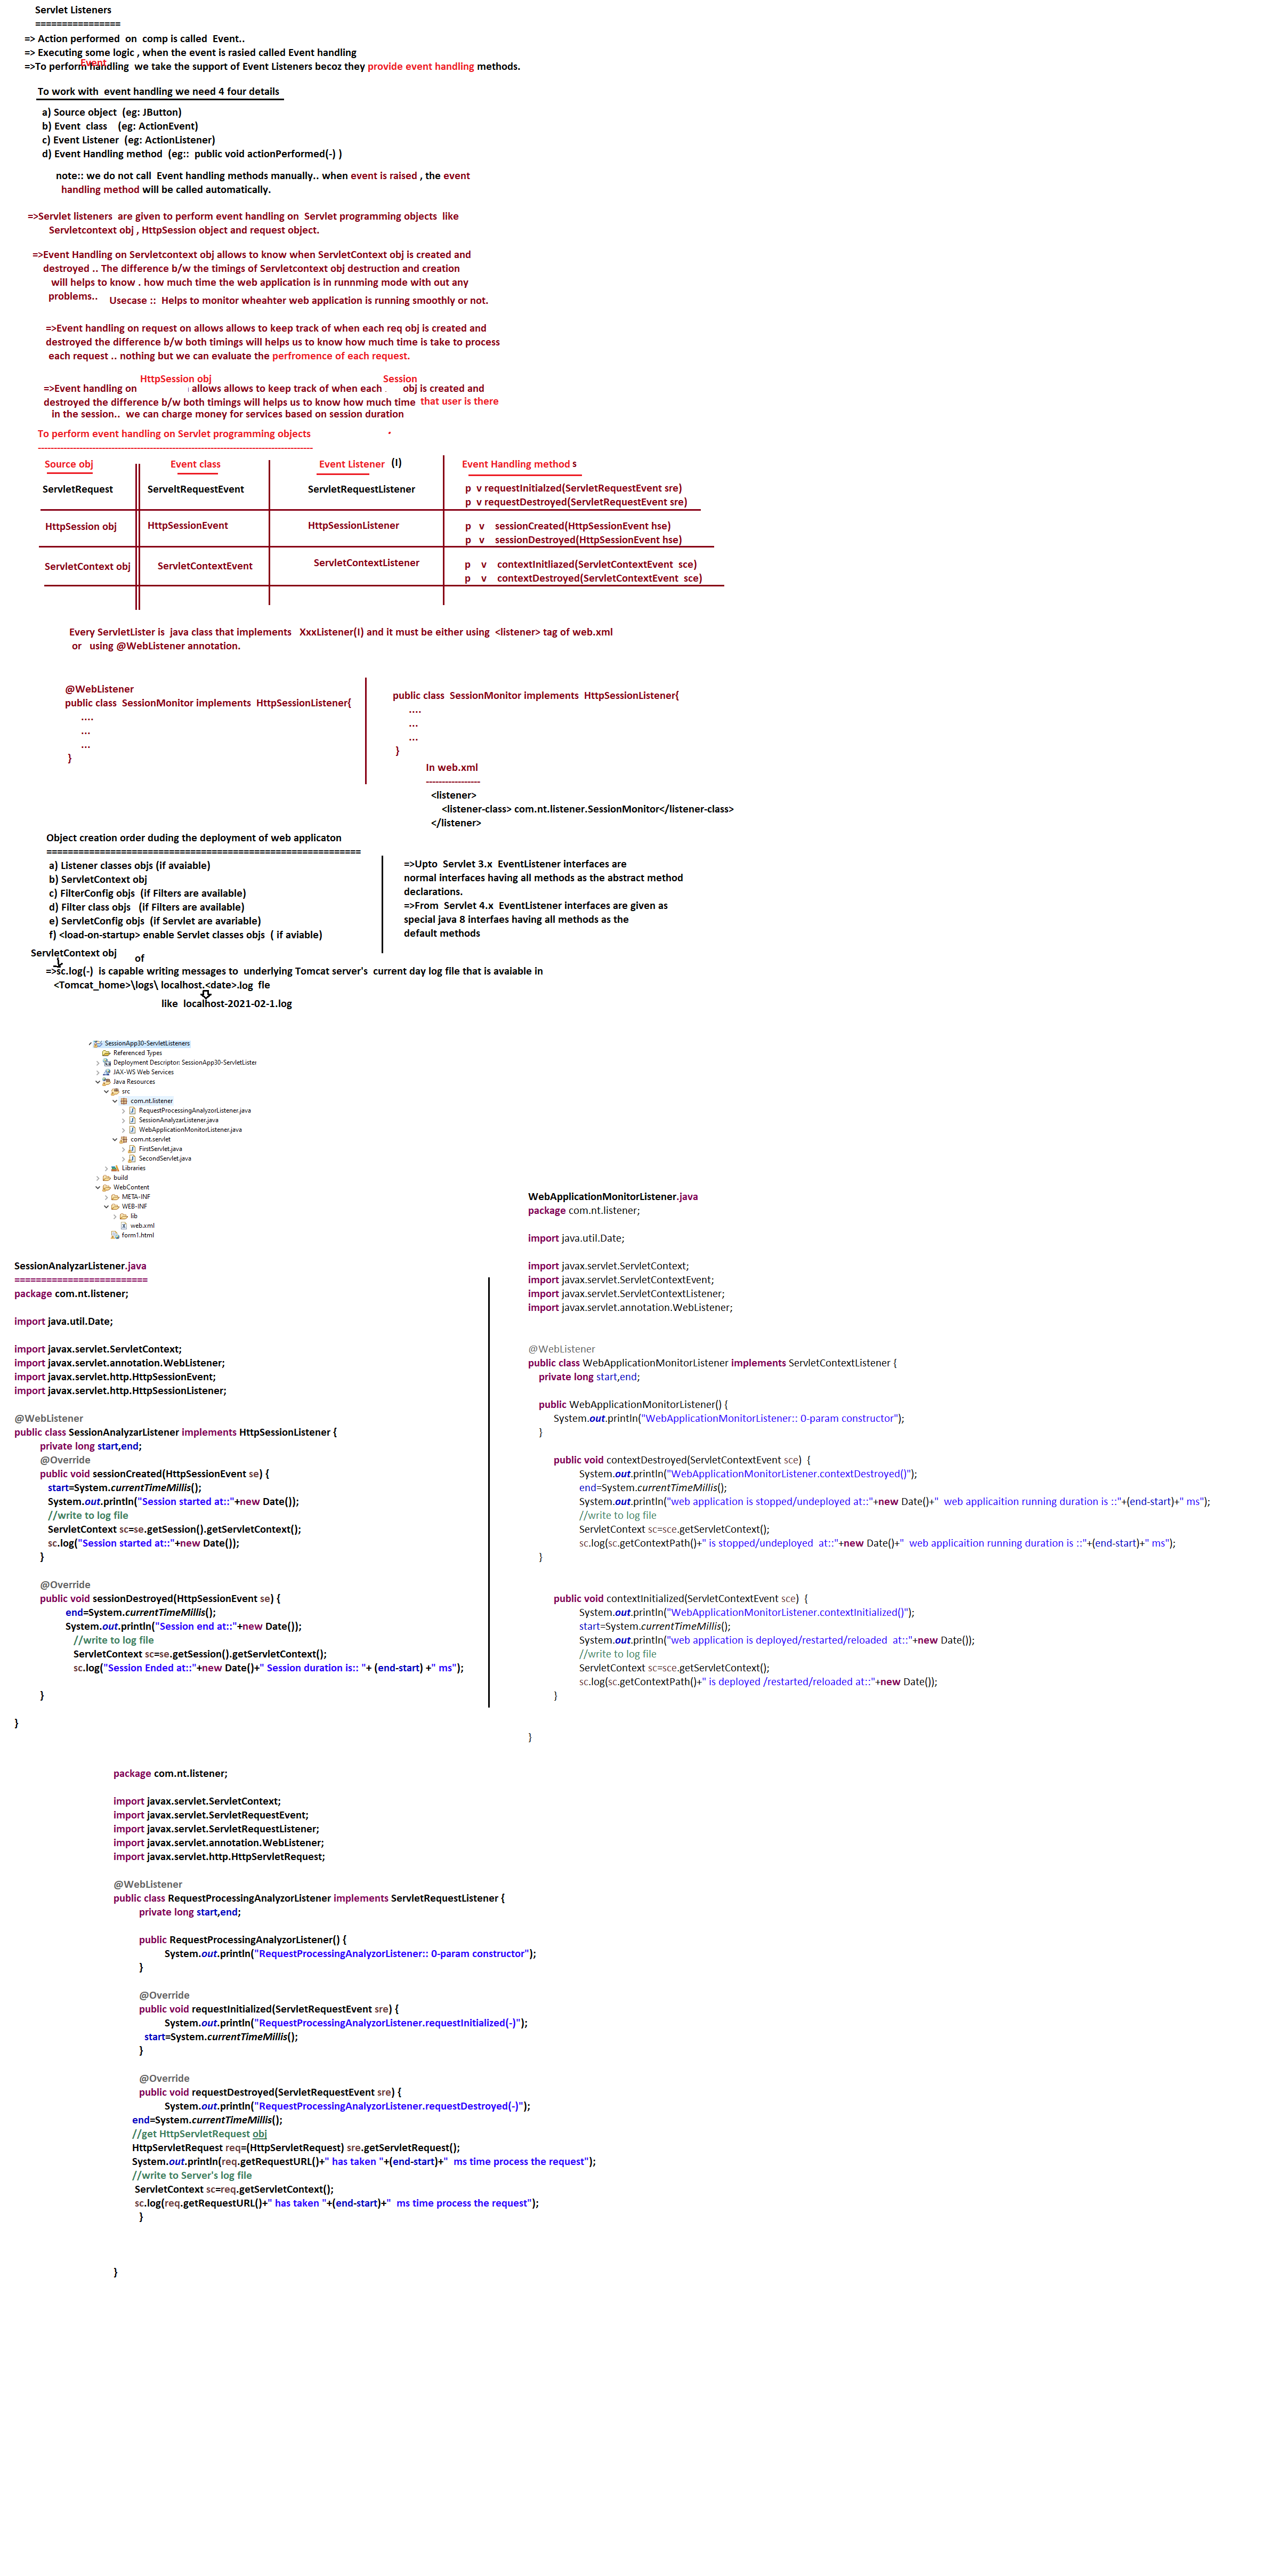 Servlet Listeners
================
=> Action performed  on  comp is called  Event..
=> Executing some logic , when the event is rasied called Event handling
Event
=>To perform handling  we take the support of Event Listeners becoz they provide event handling methods.
To work with  event handling we need 4 four details
a) Source object  (eg: JButton)
b) Event  class    (eg: ActionEvent)
c) Event Listener  (eg: ActionListener)
d) Event Handling method  (eg::  public void actionPerformed(-) )
note:: we do not call  Event handling methods manually.. when event is raised , the event
handling method will be called automatically.
=>Servlet listeners  are given to perform event handling on  Servlet programming objects  like
Servletcontext obj , HttpSession object and request object.
=>Event Handling on Servletcontext obj allows to know when ServletContext obj is created and
destroyed .. The difference b/w the timings of Servletcontext obj destruction and creation
will helps to know . how much time the web application is in runnming mode with out any
problems..    Usecase ::  Helps to monitor wheahter web application is running smoothly or not.
=>Event handling on request on allows allows to keep track of when each req obj is created and
destroyed the difference b/w both timings will helps us to know how much time is take to process
each request .. nothing but we can evaluate the perfromence of each request.
HttpSession obj    Session
=>Event handling on    allows allows to keep track of when each    obj is created and
destroyed the difference b/w both timings will helps us to know how much time  that user is there
in the session..  we can charge money for services based on session duration
To perform event handling on Servlet programming objects
--------------------------------------------------------------------------------------
Source obj    Event class    Event Listener  (I)    Event Handling method s
ServletRequest    ServeltRequestEvent    ServletRequestListener    p  v requestInitialzed(ServletRequestEvent sre)
p  v requestDestroyed(ServletRequestEvent sre)
HttpSession obj    HttpSessionEvent    HttpSessionListener    p   v    sessionCreated(HttpSessionEvent hse)
p   v    sessionDestroyed(HttpSessionEvent hse)
ServletContext obj    ServletContextEvent    ServletContextListener    p    v    contextInitliazed(ServletContextEvent  sce)
p    v    contextDestroyed(ServletContextEvent  sce)
Every ServletLister is  java class that implements   XxxListener(I) and it must be either using  <listener> tag of web.xml
or   using @WebListener annotation.
@WebListener
public class  SessionMonitor implements  HttpSessionListener{
....
...
...
}
public class  SessionMonitor implements  HttpSessionListener{
....
...
...
}
In web.xml
-----------------
<listener>
<listener-class> com.nt.listener.SessionMonitor</listener-class>
</listener>
Object creation order duding the deployment of web applicaton
===========================================================
a) Listener classes objs (if avaiable)
b) ServletContext obj
c) FilterConfig objs  (if Filters are available)
d) Filter class objs   (if Filters are available)
e) ServletConfig objs  (if Servlet are avariable)
f) <load-on-startup> enable Servlet classes objs  ( if aviable)
=>Upto  Servlet 3.x  EventListener interfaces are
normal interfaces having all methods as the abstract method
declarations.
=>From  Servlet 4.x  EventListener interfaces are given as
special java 8 interfaes having all methods as the
default methods
ServletContext obj
of
=>sc.log(-)  is capable writing messages to  underlying Tomcat server's  current day log file that is avaiable in
<Tomcat_home>\logs\ localhost.<date>.log  fle
like  localhost-2021-02-1.log
SessionApp30-ServletListeners
Referenced Types
Deployment Descriptor: SessionApp30-ServletLister
JAX-WS Web Services
Java Resources
src
com.nt.listener
RequestProcessingAnalyzorListener.java
SessionAnalyzarListener.java
WebApplicationMonitorListener.java
com.nt.servlet
FirstServlet.java
SecondServlet.java
Libraries
build
WebContent
META-INF
WEB-INF
lib
web.xml
form1.html
SessionAnalyzarListener.java
=========================
package com.nt.listener;
import java.util.Date;
import javax.servlet.ServletContext;
import javax.servlet.annotation.WebListener;
import javax.servlet.http.HttpSessionEvent;
import javax.servlet.http.HttpSessionListener;
@WebListener
public class SessionAnalyzarListener implements HttpSessionListener {
private long start,end;
@Override
public void sessionCreated(HttpSessionEvent se) {
start=System.currentTimeMillis();
System.out.println("Session started at::"+new Date());
//write to log file
ServletContext sc=se.getSession().getServletContext();
sc.log("Session started at::"+new Date());
}
@Override
public void sessionDestroyed(HttpSessionEvent se) {
end=System.currentTimeMillis();
System.out.println("Session end at::"+new Date());
//write to log file
ServletContext sc=se.getSession().getServletContext();
sc.log("Session Ended at::"+new Date()+" Session duration is:: "+ (end-start) +" ms");
}
}
WebApplicationMonitorListener.java
package com.nt.listener;
import java.util.Date;
import javax.servlet.ServletContext;
import javax.servlet.ServletContextEvent;
import javax.servlet.ServletContextListener;
import javax.servlet.annotation.WebListener;
@WebListener
public class WebApplicationMonitorListener implements ServletContextListener {
private long start,end;
public WebApplicationMonitorListener() {
System.out.println("WebApplicationMonitorListener:: 0-param constructor");
}
public void contextDestroyed(ServletContextEvent sce)  {
System.out.println("WebApplicationMonitorListener.contextDestroyed()");
end=System.currentTimeMillis();
System.out.println("web application is stopped/undeployed at::"+new Date()+"  web applicaition running duration is ::"+(end-start)+" ms");
//write to log file
ServletContext sc=sce.getServletContext();
sc.log(sc.getContextPath()+" is stopped/undeployed  at::"+new Date()+"  web applicaition running duration is ::"+(end-start)+" ms");
}
public void contextInitialized(ServletContextEvent sce)  {
System.out.println("WebApplicationMonitorListener.contextInitialized()");
start=System.currentTimeMillis();
System.out.println("web application is deployed/restarted/reloaded  at::"+new Date());
//write to log file
ServletContext sc=sce.getServletContext();
sc.log(sc.getContextPath()+" is deployed /restarted/reloaded at::"+new Date());
}
}
package com.nt.listener;
import javax.servlet.ServletContext;
import javax.servlet.ServletRequestEvent;
import javax.servlet.ServletRequestListener;
import javax.servlet.annotation.WebListener;
import javax.servlet.http.HttpServletRequest;
@WebListener
public class RequestProcessingAnalyzorListener implements ServletRequestListener {
private long start,end;
public RequestProcessingAnalyzorListener() {
System.out.println("RequestProcessingAnalyzorListener:: 0-param constructor");
}
@Override
public void requestInitialized(ServletRequestEvent sre) {
System.out.println("RequestProcessingAnalyzorListener.requestInitialized(-)");
start=System.currentTimeMillis();
}
@Override
public void requestDestroyed(ServletRequestEvent sre) {
System.out.println("RequestProcessingAnalyzorListener.requestDestroyed(-)");
end=System.currentTimeMillis();
//get HttpServletRequest obj
HttpServletRequest req=(HttpServletRequest) sre.getServletRequest();
System.out.println(req.getRequestURL()+" has taken "+(end-start)+"  ms time process the request");
//write to Server's log file
ServletContext sc=req.getServletContext();
sc.log(req.getRequestURL()+" has taken "+(end-start)+"  ms time process the request");
}
}